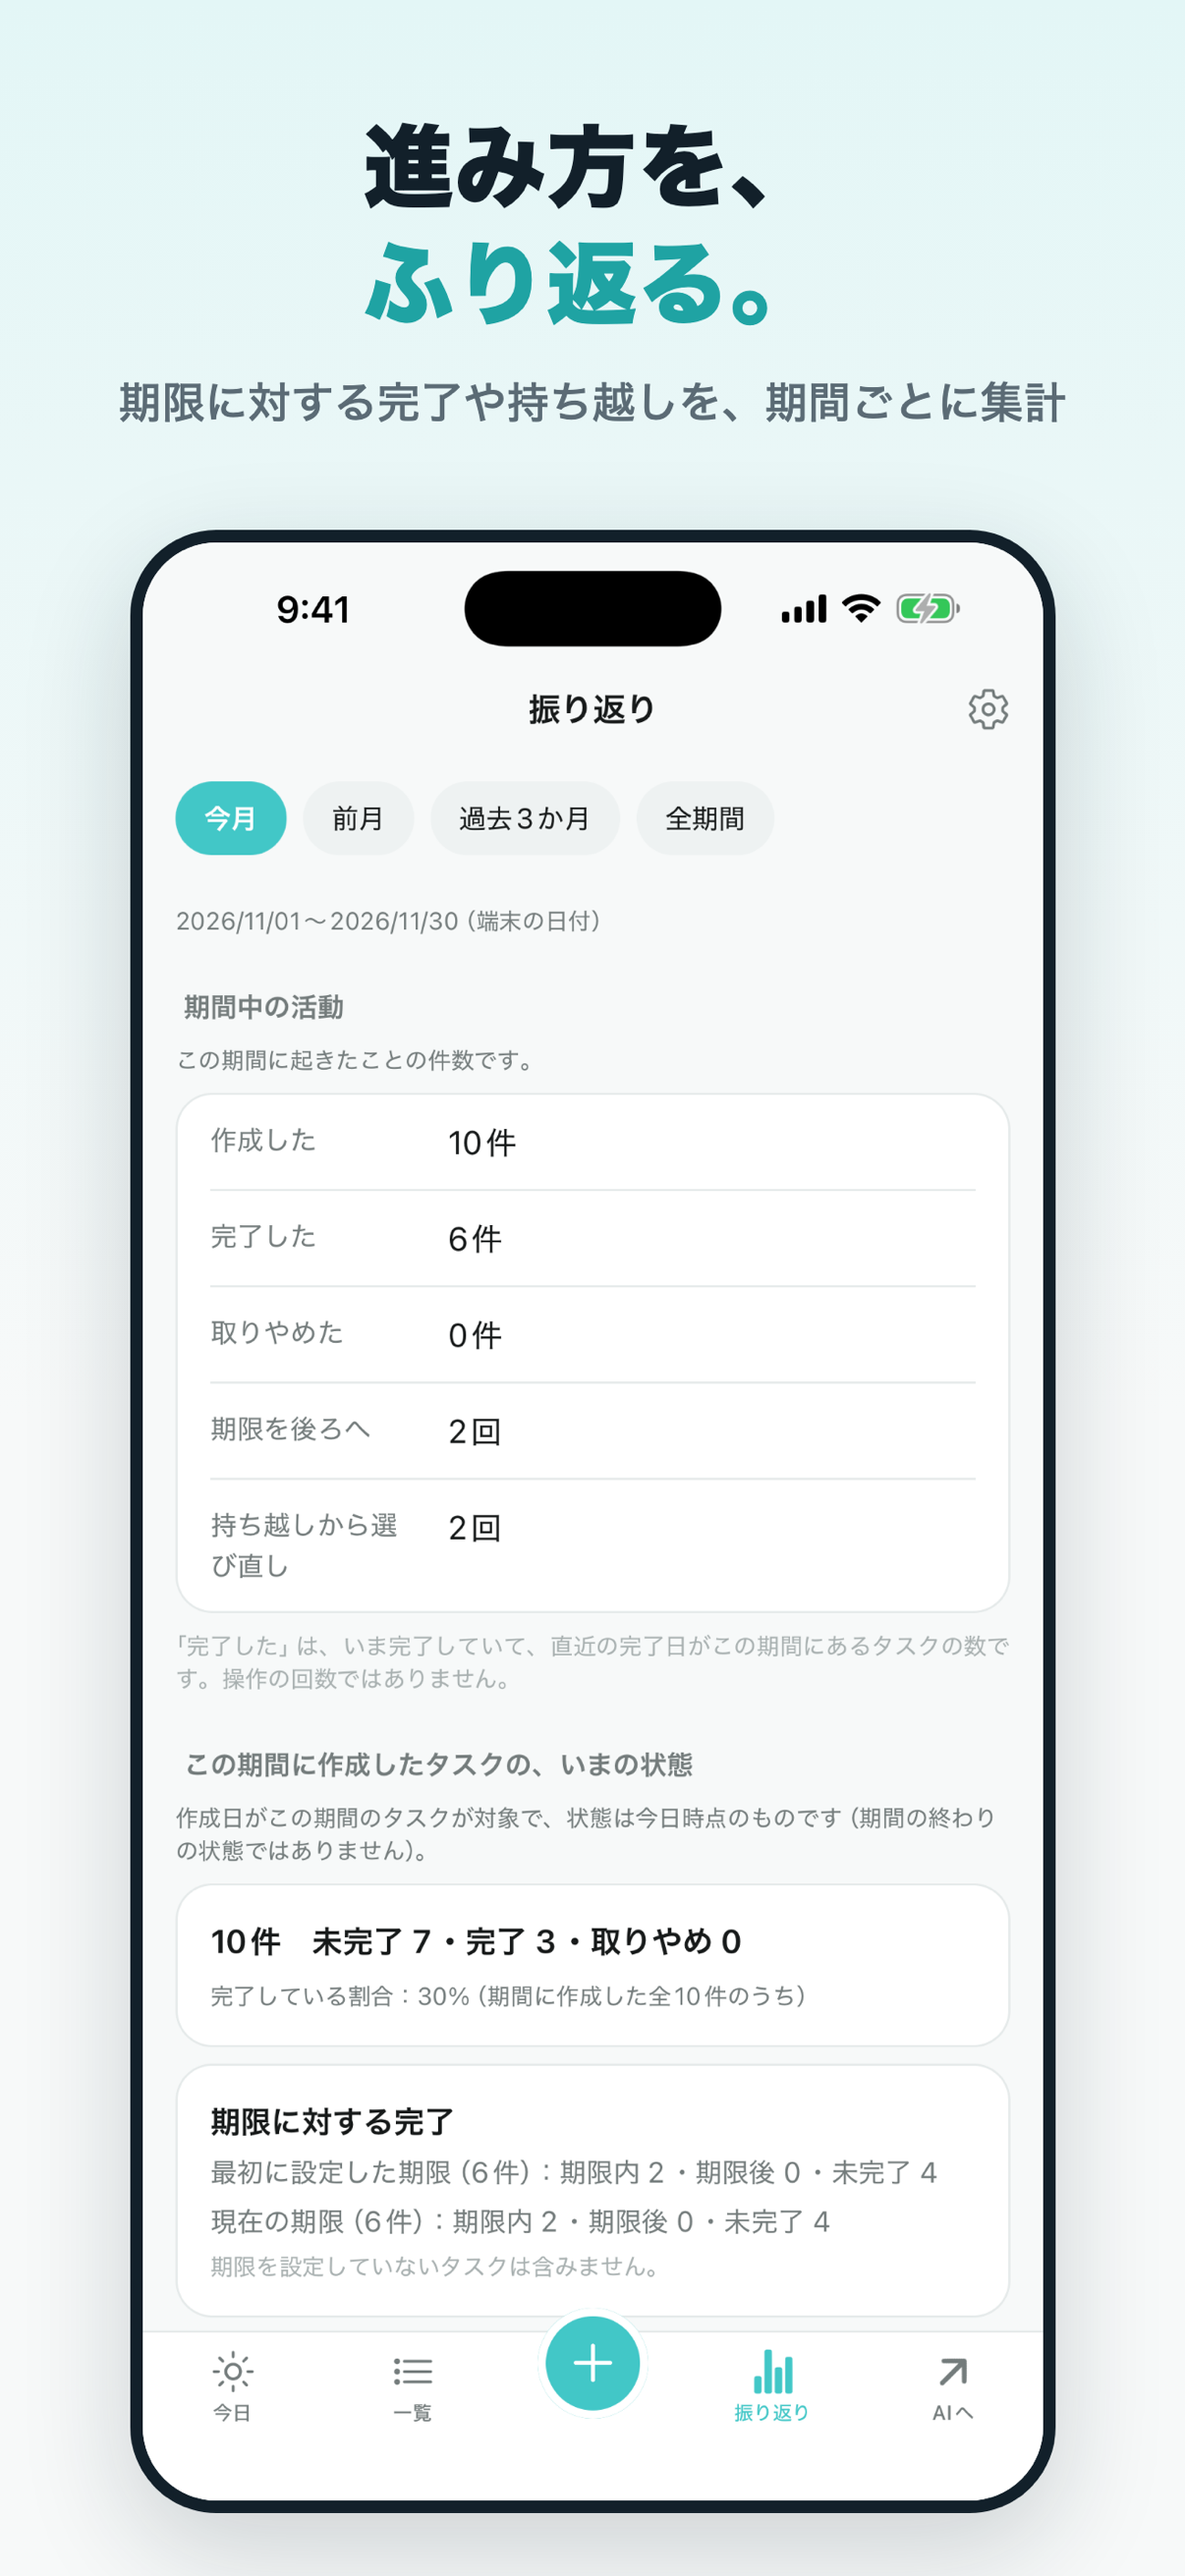 進み方を、
ふり返る。
期限に対する完了や持ち越しを、期間ごとに集計
9:41
振り返り
今月 前月 過去3か月 全期間
2026/11/01〜2026/11/30（端末の日付）
期間中の活動
この期間に起きたことの件数です。
作成した 10件
完了した 6件
取りやめた 0件
期限を後ろへ 2回
持ち越しから選 2回
び直し
「完了した」は、いま完了していて、直近の完了日がこの期間にあるタスクの数で
す。操作の回数ではありません。
この期間に作成したタスクの、いまの状態
作成日がこの期間のタスクが対象で、状態は今日時点のものです（期間の終わり
の状態ではありません）。
10件　未完了 7・完了 3・取りやめ 0
完了している割合：30%（期間に作成した全10件のうち）
期限に対する完了
最初に設定した期限（6件）：期限内 2・期限後 0・未完了 4
現在の期限（6件）：期限内 2・期限後 0・未完了 4
期限を設定していないタスクは含みません。
今日 一覧 振り返り AIへ